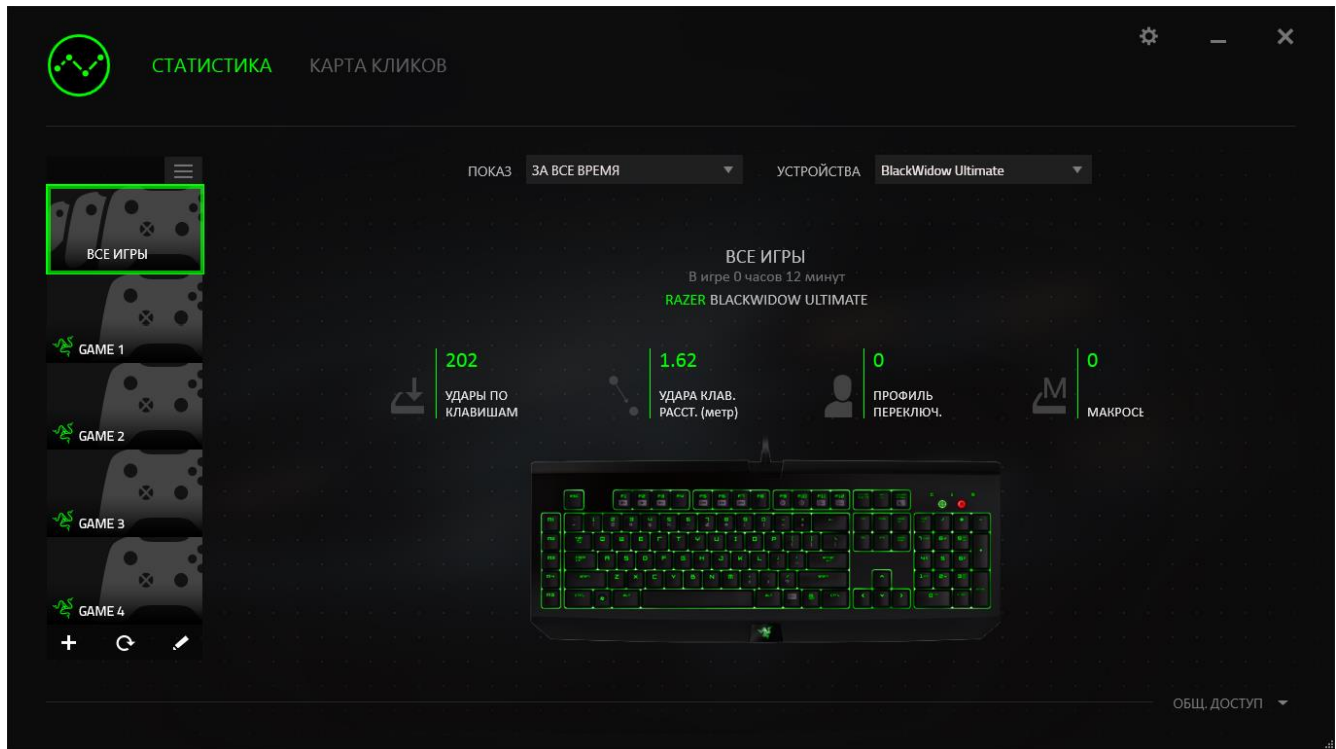 СТАТИСТИКА
КАРТА КЛИКОВ
ПОКАЗ
ЗА ВСЕ ВРЕМЯ
УСТРОЙСТВА
BlackWidow Ultimate
ВСЕ ИГРЫ
GAME 1
GAME 2
GAME 3
GAME 4
ВСЕ ИГРЫ
В игре 0 часов 12 минут
RAZER BLACKWIDOW ULTIMATE
202
УДАРЫ ПО
КЛАВИШАМ
1.62
УДАРА КЛАВ.
РАССТ. (метр)
0
ПРОФИЛЬ
ПЕРЕКЛЮЧ.
M
0
МАКРОСЬ
ОБЩ. ДОСТУП